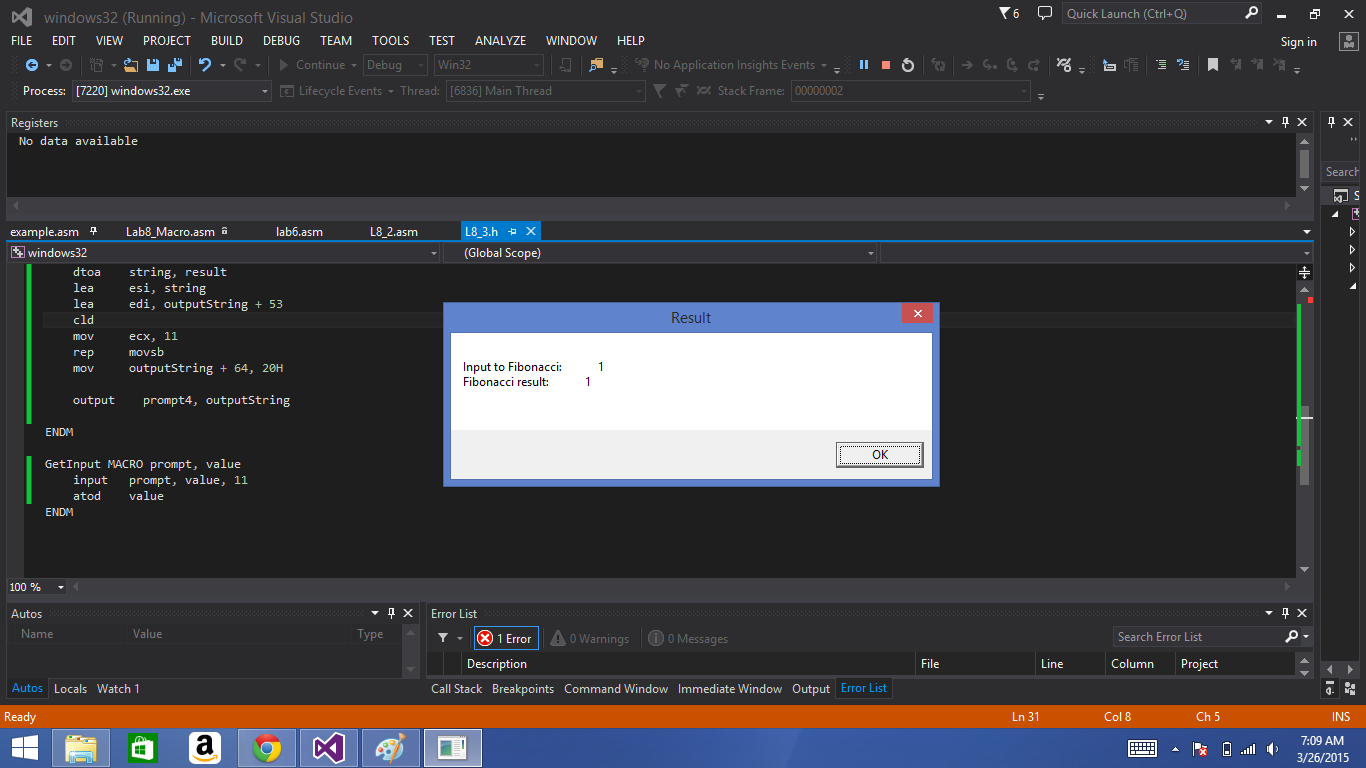 windows32 (Running) - Microsoft Visual Studio
6
Quick Launch (Ctrl+Q)
FILE EDIT VIEW PROJECT BUILD DEBUG TEAM TOOLS TEST ANALYZE WINDOW HELP
Sign in
Continue Debug Win32 No Application Insights Events
Process: [7220] windows32.exe Lifecycle Events Thread: [6836] Main Thread Stack Frame: 00000002
Registers
No data available
Search
S
example.asm Lab8_Macro.asm lab6.asm L8_2.asm L8_3.h
windows32 (Global Scope)
dtoa string, result
lea esi, string
lea edi, outputString + 53
cld
mov ecx, 11
rep movsb
mov outputString + 64, 20H
output prompt4, outputString
ENDM
GetInput MACRO prompt, value
input prompt, value, 11
atod value
ENDM
Result
Input to Fibonacci: 1
Fibonacci result: 1
OK
100 %
Autos
Name Value Type
Autos Locals Watch 1
Error List
1 Error 0 Warnings 0 Messages
Search Error List
Description File Line Column Project
Call Stack Breakpoints Command Window Immediate Window Output Error List
Ready Ln 31 Col 8 Ch 5 INS
a
7:09 AM
3/26/2015